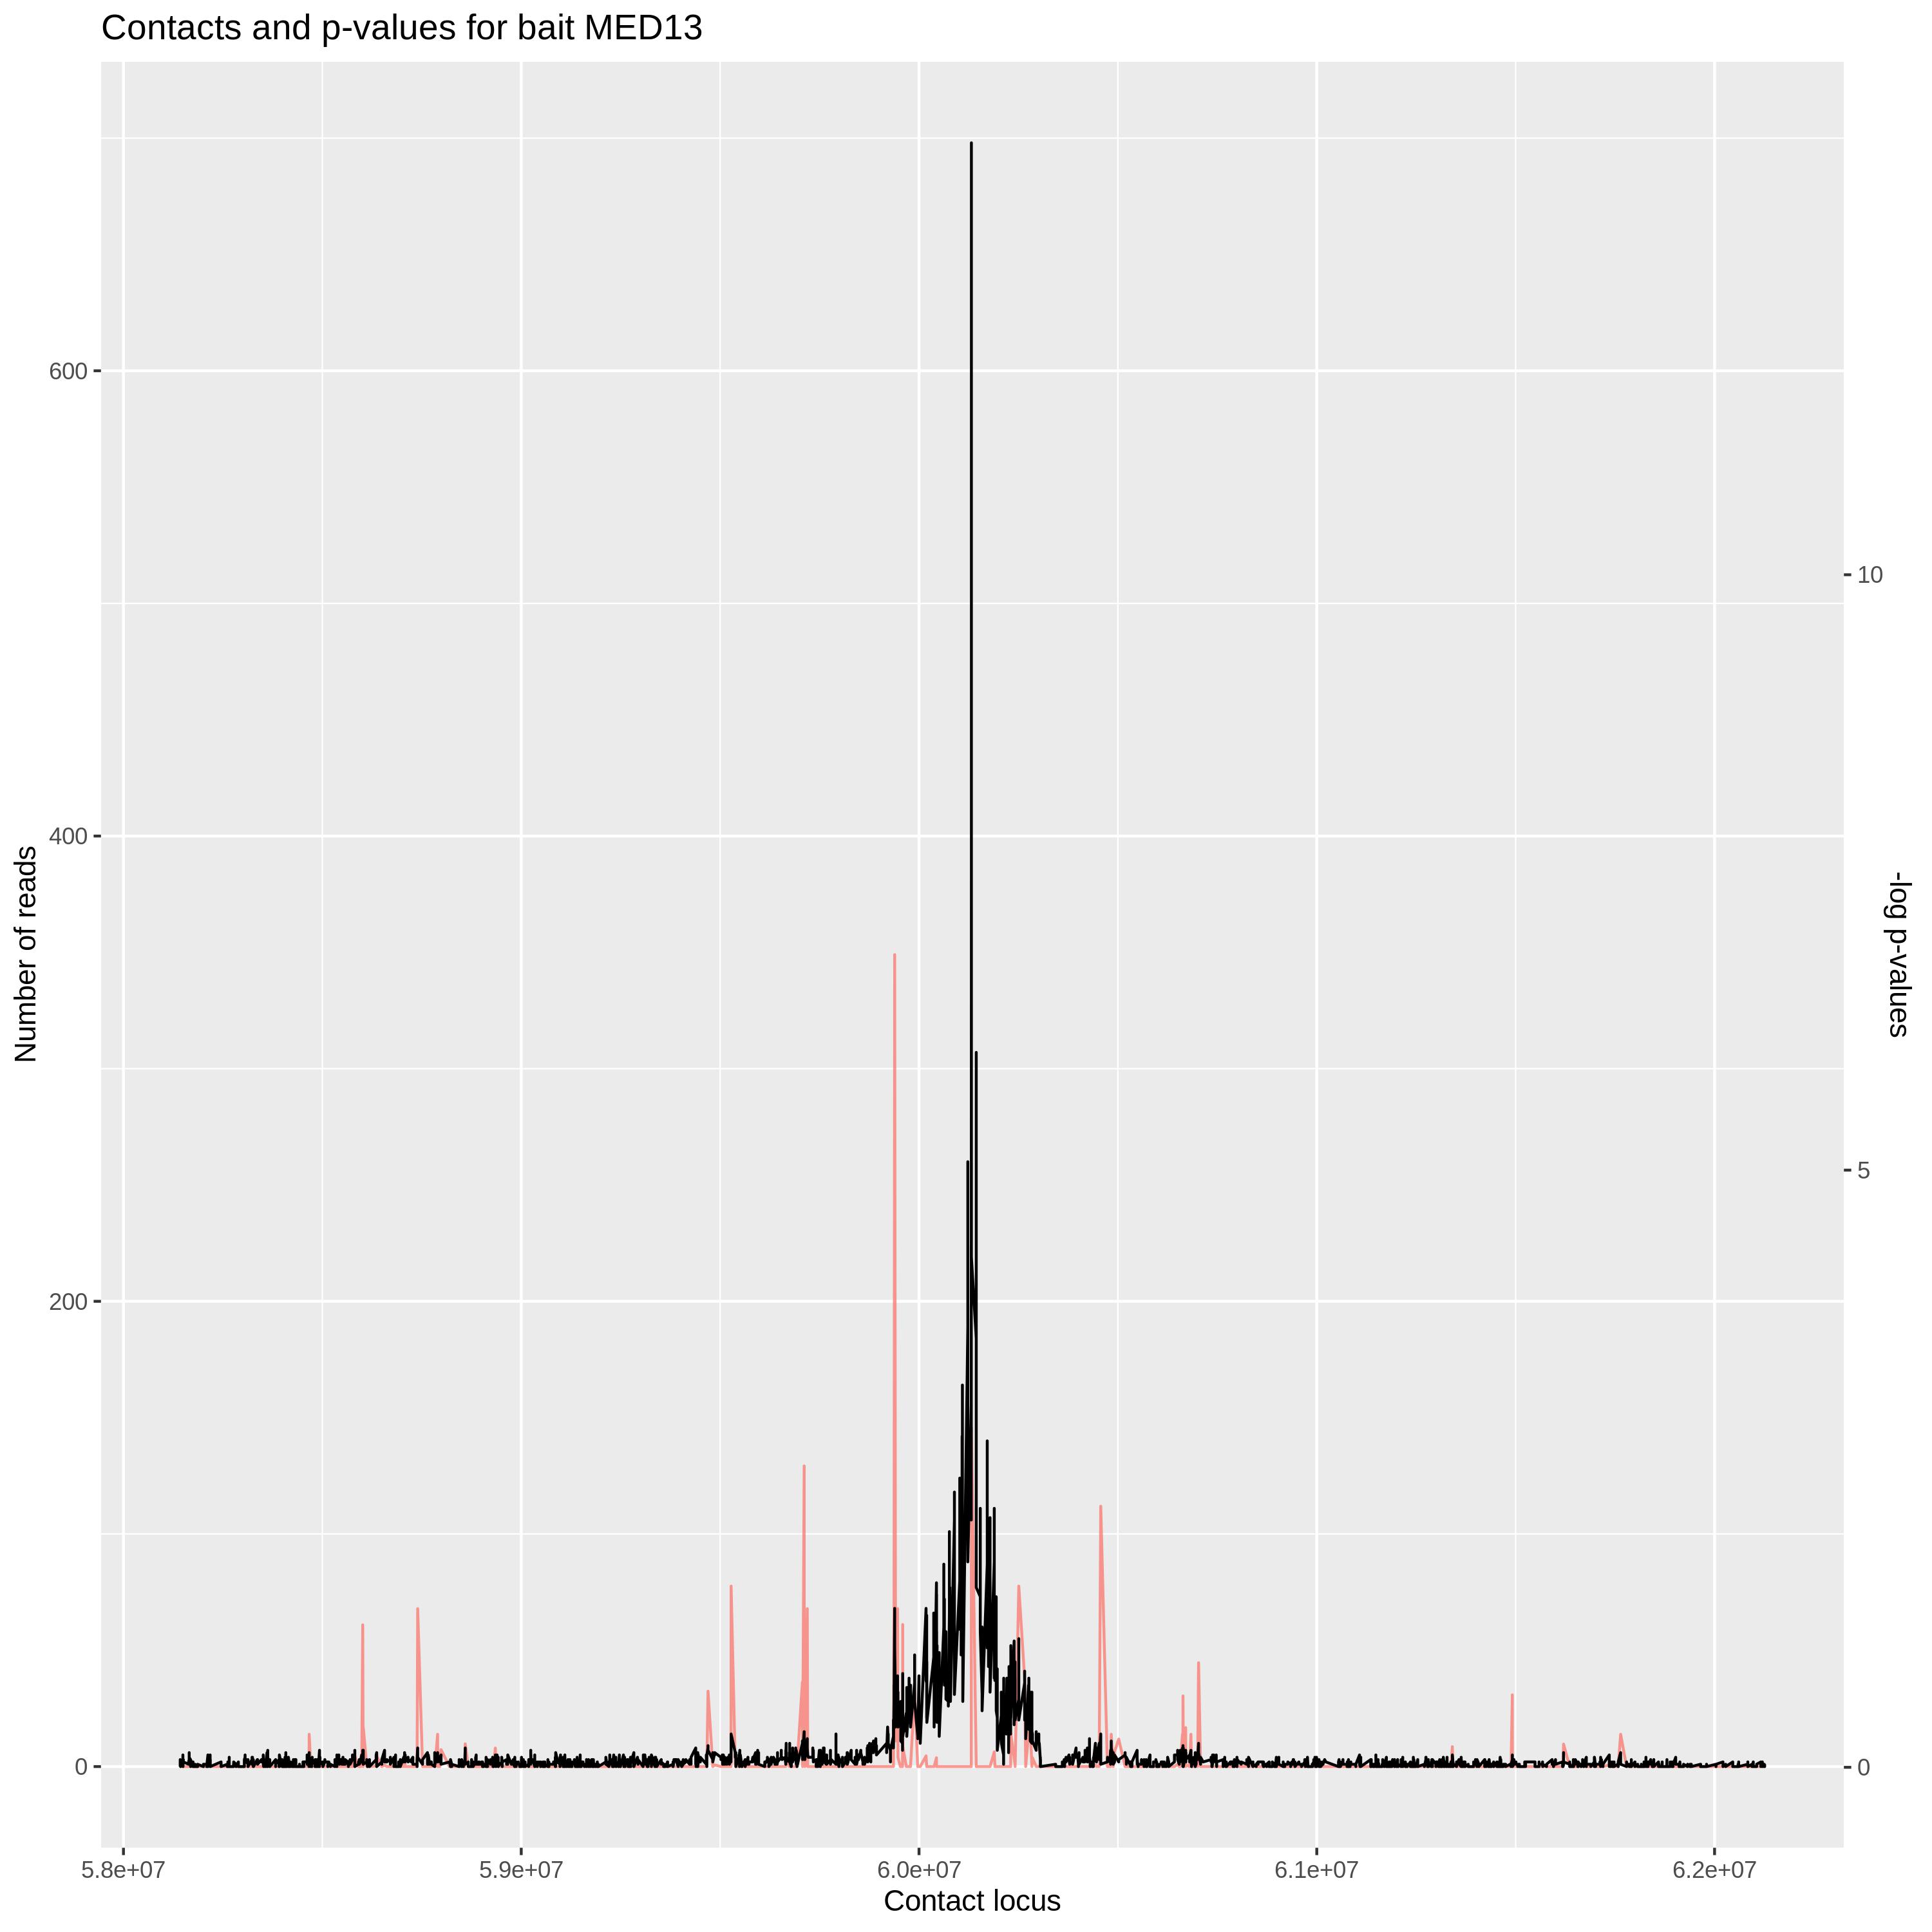 Contacts and p-values for bait MED13
Number of reads
600
400
200
0
10
5
0
-log p-values
5.8e+07
5.9e+07
6.0e+07
6.1e+07
6.2e+07
Contact locus